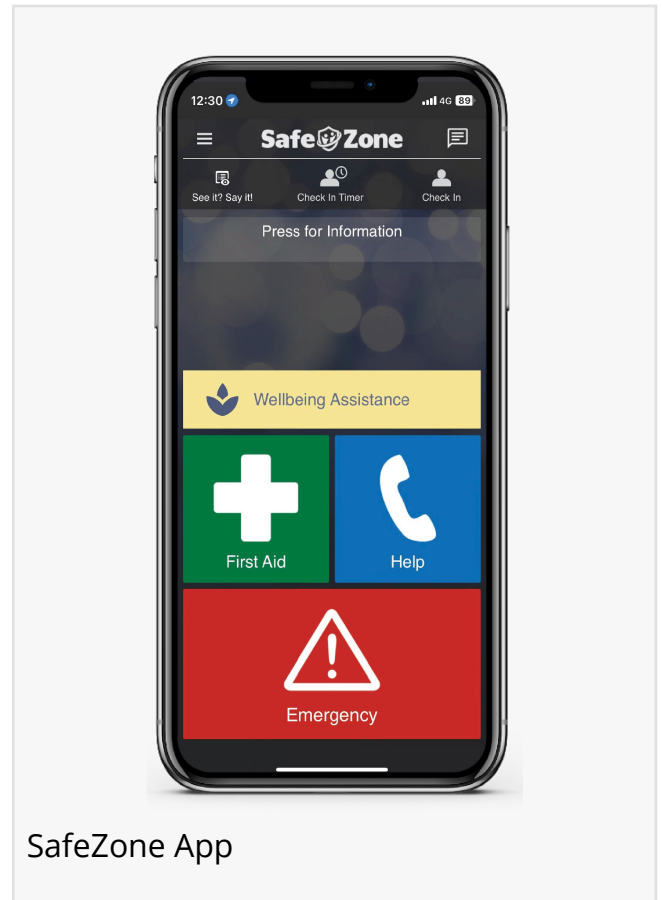 12:30
4G 89
SafeZone
See it? Say it!
Check In Timer
Check In
Press for Information
Wellbeing Assistance
First Aid
Help
Emergency
SafeZone App